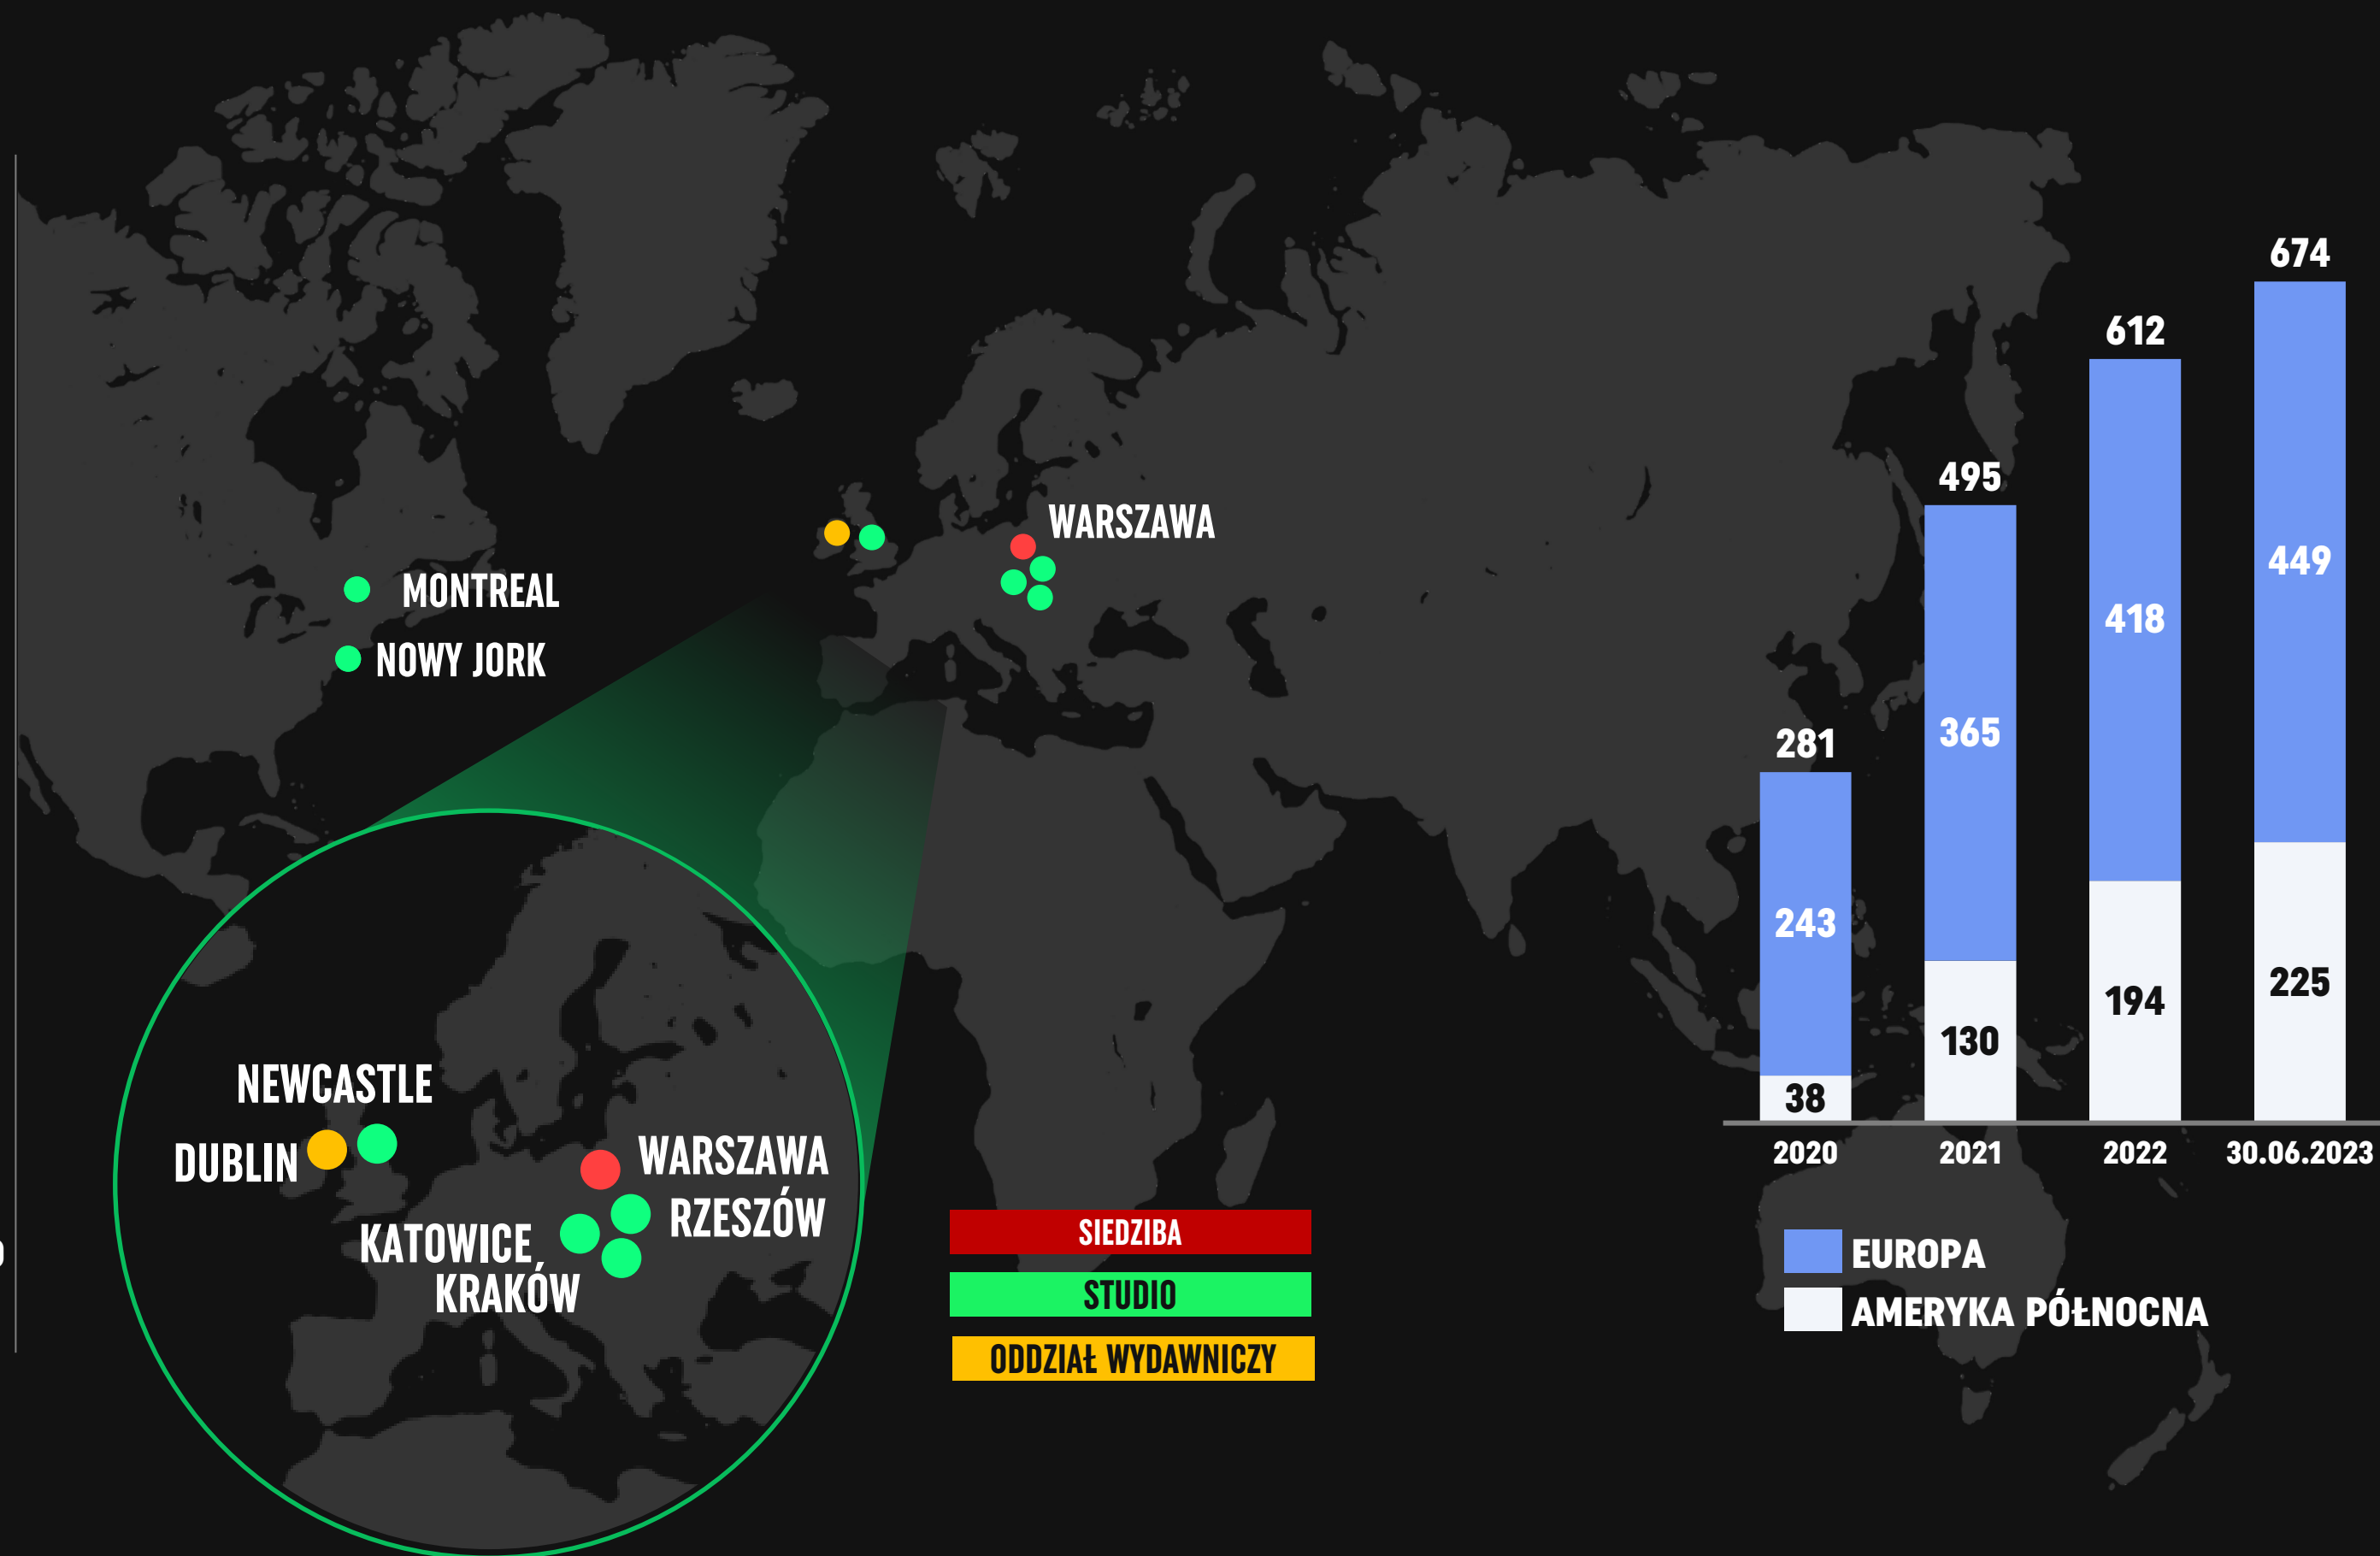 MONTREAL
NOWY JORK
WARSZAWA
NEWCASTLE
DUBLIN
WARSZAWA
RZESZÓW
KATOWICE
KRAKÓW
SIEDZIBA
STUDIO
ODDZIAŁ WYDAWNICZY
281
495
612
674
243
365
418
449
38
130
194
225
2020
2021
2022
30.06.2023
EUROPA
AMERYKA PÓŁNOCNA